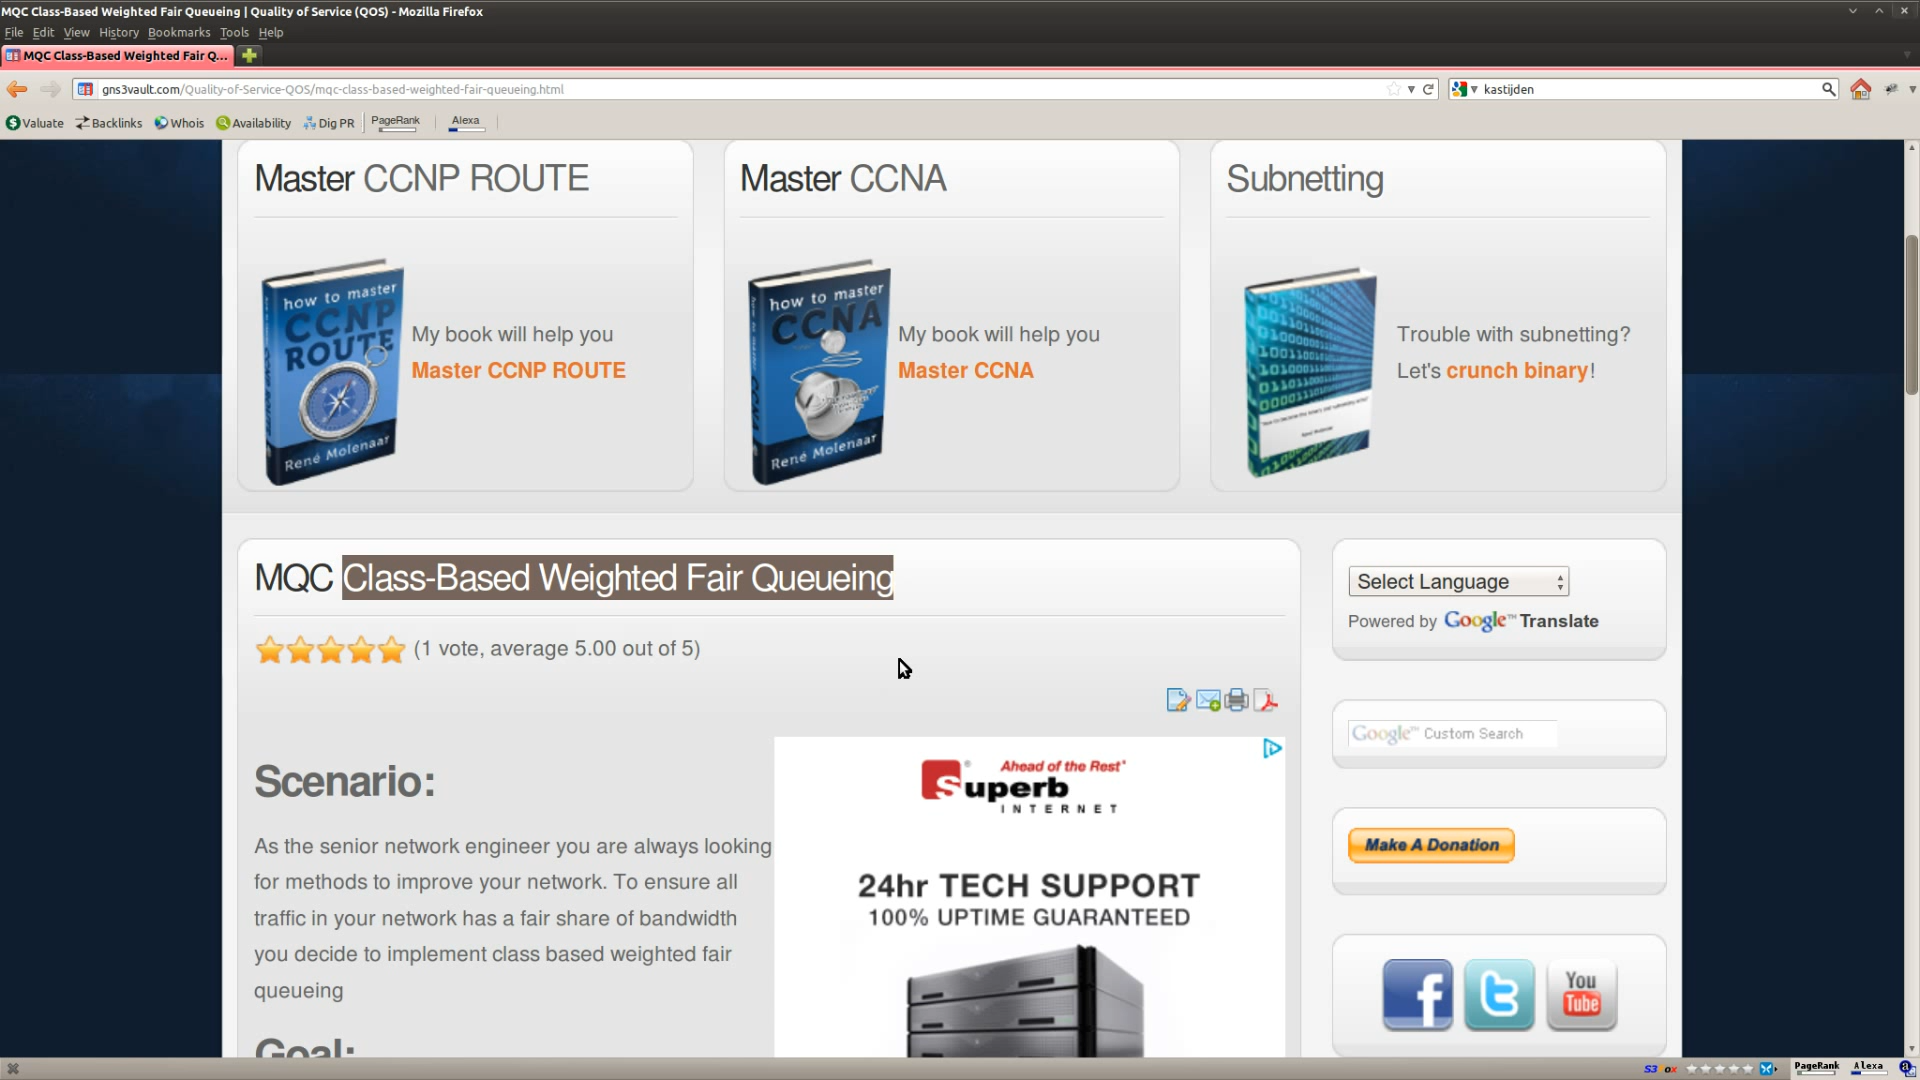 MQC Class-Based Weighted Fair Queueing | Quality of Service (QOS) - Mozilla Firefox
File Edit View History Bookmarks Tools Help
MQC Class-Based Weighted Fair Q...
gns3vault.com/Quality-of-Service-QOS/mqc-class-based-weighted-fair-queueing.html
kastijden
Valuate Backlinks Whois Availability Dig PR PageRank Alexa
Master CCNP ROUTE
how to master
CCNP
ROUTE
René Molenaar
My book will help you
Master CCNP ROUTE
Master CCNA
how to master
CCNA
René Molenaar
My book will help you
Master CCNA
Subnetting
Trouble with subnetting?
Let's crunch binary!
MQC Class-Based Weighted Fair Queueing
(1 vote, average 5.00 out of 5)
Scenario:
As the senior network engineer you are always looking
for methods to improve your network. To ensure all
traffic in your network has a fair share of bandwidth
you decide to implement class based weighted fair
queueing
Goal:
Ahead of the Rest
Superb
INTERNET
24hr TECH SUPPORT
100% UPTIME GUARANTEED
Select Language
Powered by Google™ Translate
Google™ Custom Search
Make A Donation
You
Tube
PageRank Alexa